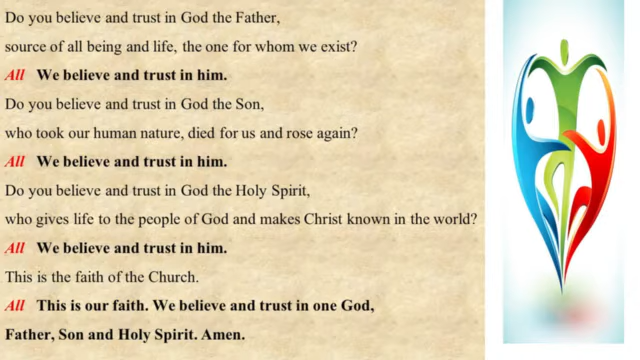 Do you believe and trust in God the Father,
source of all being and life, the one for whom we exist?
All We believe and trust in him.
Do you believe and trust in God the Son,
who took our human nature, died for us and rose again?
All We believe and trust in him.
Do you believe and trust in God the Holy Spirit,
who gives life to the people of God and makes Christ known in the world?
All We believe and trust in him.
This is the faith of the Church.
All This is our faith. We believe and trust in one God,
Father, Son and Holy Spirit. Amen.